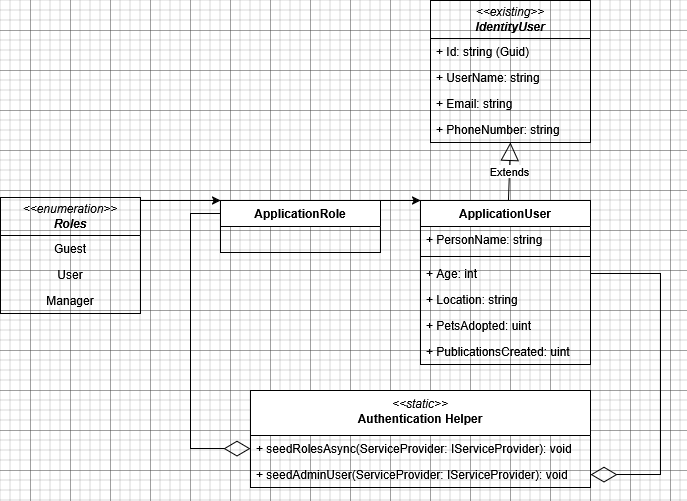 <<existing>>
IdentityUser
+ Id: string (Guid)
+ UserName: string
+ Email: string
+ PhoneNumber: string
Extends
<<enumeration>>
Roles
Guest
User
Manager
ApplicationRole
ApplicationUser
+ PersonName: string
+ Age: int
+ Location: string
+ PetsAdopted: uint
+ PublicationsCreated: uint
<<static>>
Authentication Helper
+ seedRolesAsync(ServiceProvider: IServiceProvider): void
+ seedAdminUser(ServiceProvider: IServiceProvider): void